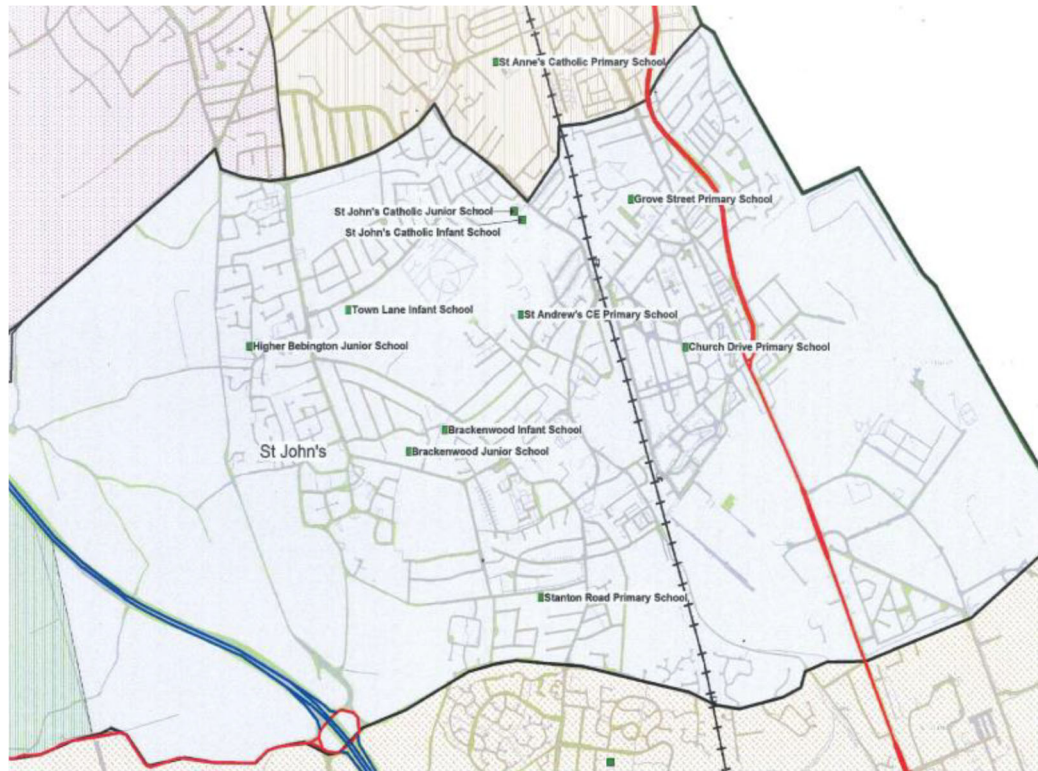 St Anne's Catholic Primary School
Grove Street Primary School
St John's Catholic Junior School
St John's Catholic Infant School
Town Lane Infant School
St Andrew's CE Primary School
Higher Bebington Junior School
Church Drive Primary School
Brackenwood Infant School
St John's
Brackenwood Junior School
Stanton Road Primary School